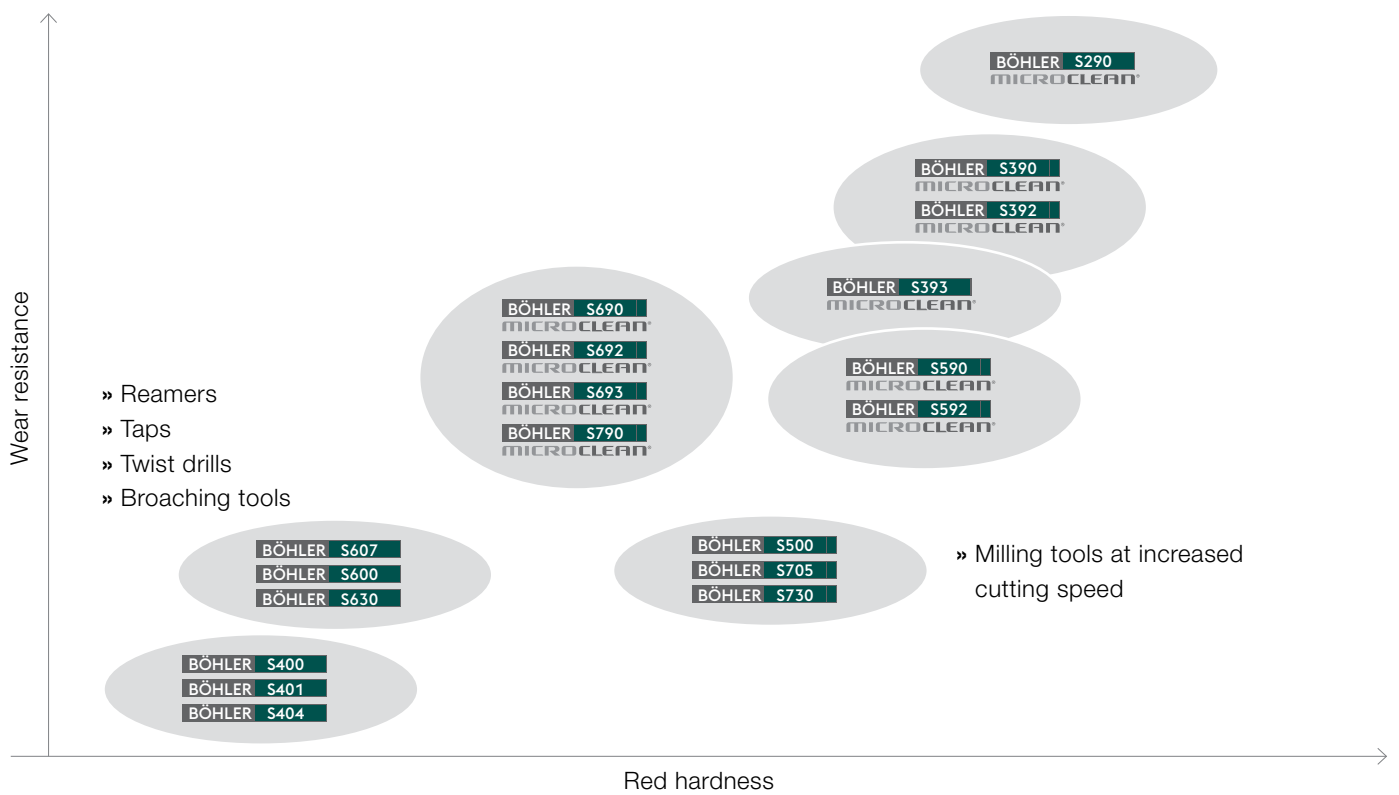 Wear resistance
BÖHLER S290
MICROCLEAN®
BÖHLER S390
MICROCLEAN®
BÖHLER S392
MICROCLEAN®
BÖHLER S393
MICROCLEAN®
BÖHLER S690
MICROCLEAN®
BÖHLER S692
MICROCLEAN®
BÖHLER S693
MICROCLEAN®
BÖHLER S790
MICROCLEAN®
BÖHLER S590
MICROCLEAN®
BÖHLER S592
MICROCLEAN®
» Reamers
» Taps
» Twist drills
» Broaching tools
BÖHLER S607
BÖHLER S600
BÖHLER S630
BÖHLER S500
BÖHLER S705
BÖHLER S730
» Milling tools at increased
cutting speed
BÖHLER S400
BÖHLER S401
BÖHLER S404
Red hardness